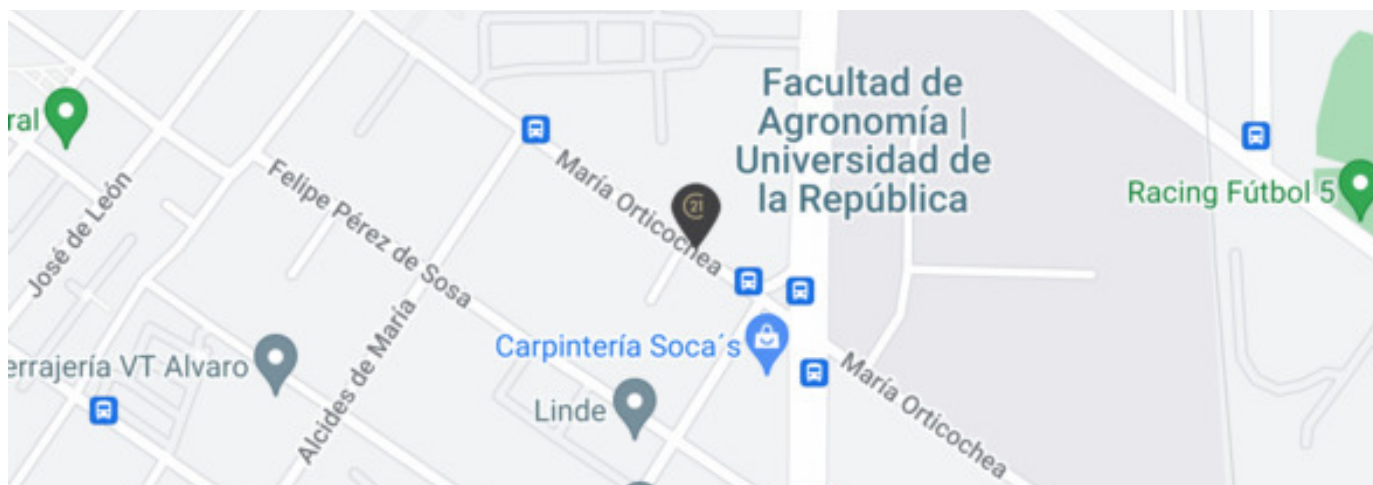 Facultad de
Agronomía |
Universidad de
la República
ral
Racing Fútbol 5
José de León
Felipe Pérez de Sosa
María Orticochea
21
Alcides de María
errajería VT Alvaro
Carpintería Soca´s
Linde
María Orticochea